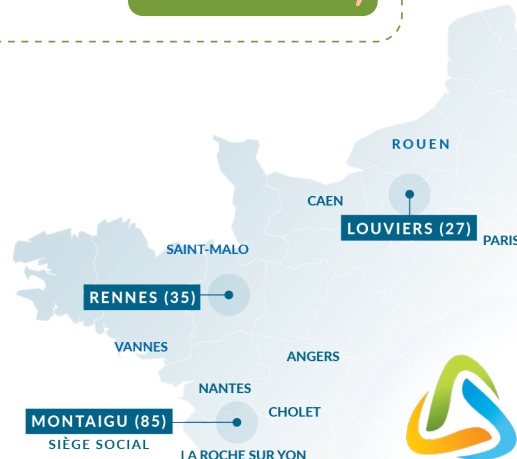 ROUEN
CAEN
LOUVIERS (27)
PARIS
SAINT-MALO
RENNES (35)
VANNES
ANGERS
NANTES
CHOLET
MONTAIGU (85)
SIÈGE SOCIAL
LA ROCHE SUR YON